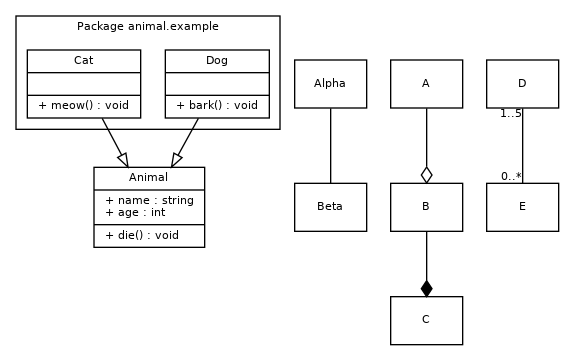 Package animal.example
Cat
+ meow() : void
Dog
+ bark() : void
Animal
+ name : string
+ age : int
+ die() : void
Alpha
Beta
A
B
C
D
1..5
0..*
E